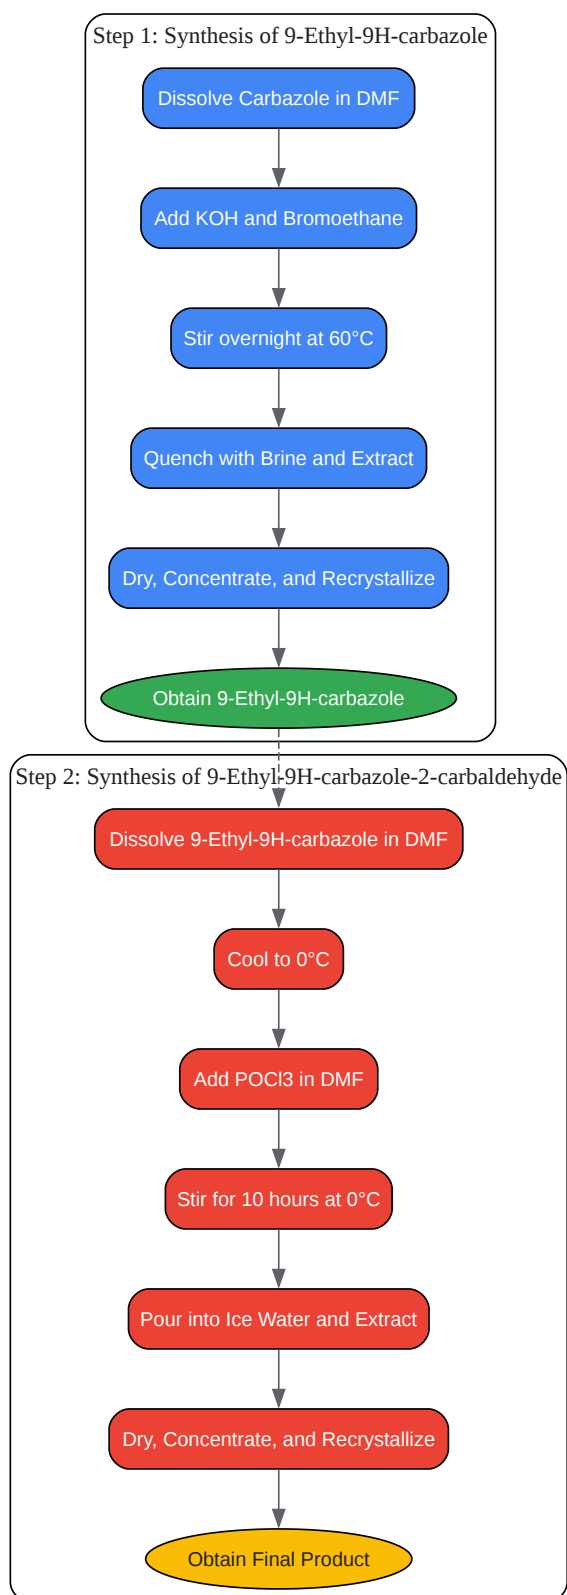 Step 1: Synthesis of 9-Ethyl-9H-carbazole
Dissolve Carbazole in DMF
Add KOH and Bromoethane
Stir overnight at 60°C
Quench with Brine and Extract
Dry, Concentrate, and Recrystallize
Obtain 9-Ethyl-9H-carbazole
Step 2: Synthesis of 9-Ethyl-9H-carbazole-2-carbaldehyde
Dissolve 9-Ethyl-9H-carbazole in DMF
Cool to 0°C
Add POCl3 in DMF
Stir for 10 hours at 0°C
Pour into Ice Water and Extract
Dry, Concentrate, and Recrystallize
Obtain Final Product